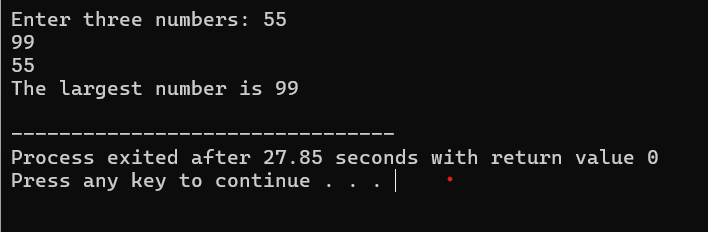 Enter three numbers: 55
99
55
The largest number is 99
--------------------------------
Process exited after 27.85 seconds with return value 0
Press any key to continue . . .